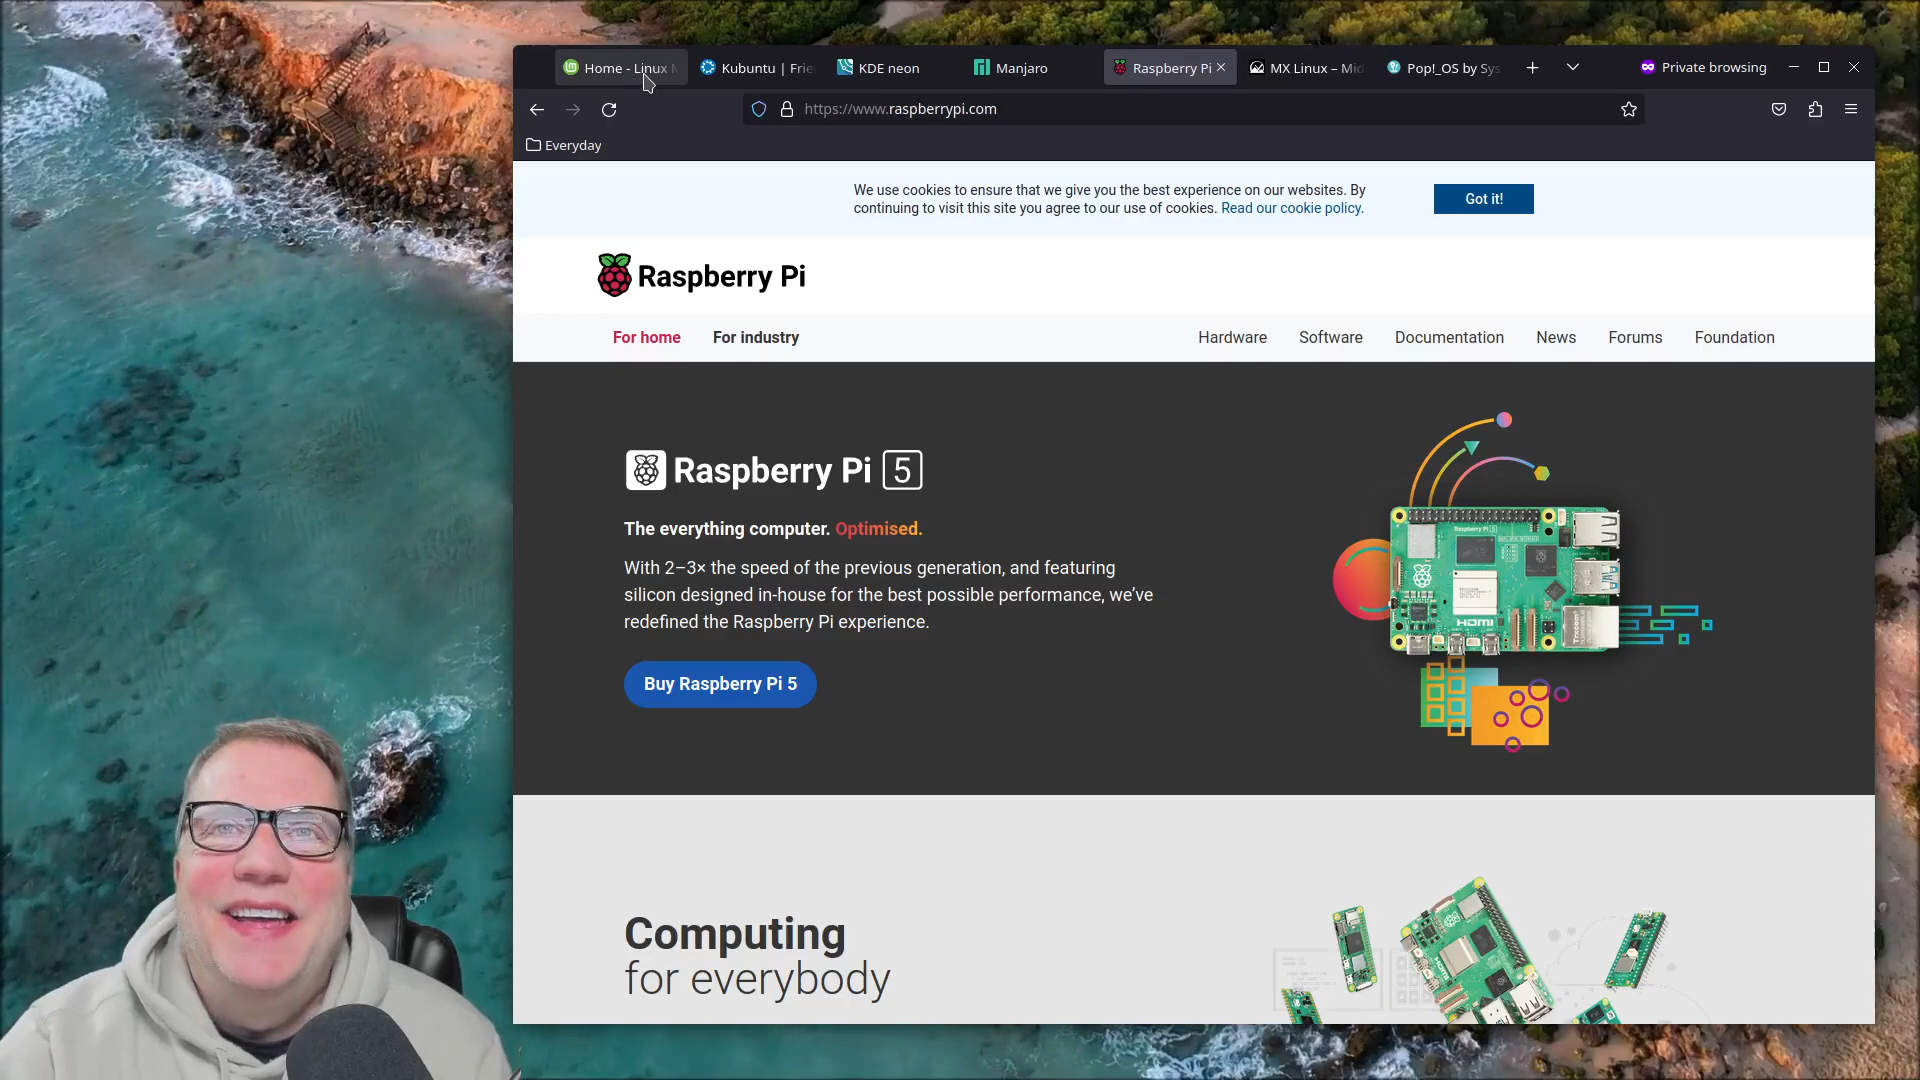 Home - Linux M
Kubuntu | Frie
KDE neon
Manjaro
Raspberry Pi
MX Linux – Mid
Pop!_OS by Sys
Private browsing
https://www.raspberrypi.com
Everyday
We use cookies to ensure that we give you the best experience on our websites. By
continuing to visit this site you agree to our use of cookies. Read our cookie policy.
Got it!
Raspberry Pi
For home
For industry
Hardware
Software
Documentation
News
Forums
Foundation
Raspberry Pi 5
The everything computer. Optimised.
With 2–3× the speed of the previous generation, and featuring
silicon designed in-house for the best possible performance, we’ve
redefined the Raspberry Pi experience.
Buy Raspberry Pi 5
Raspberry Pi 5
HDMI
Trxcom
Computing
for everybody